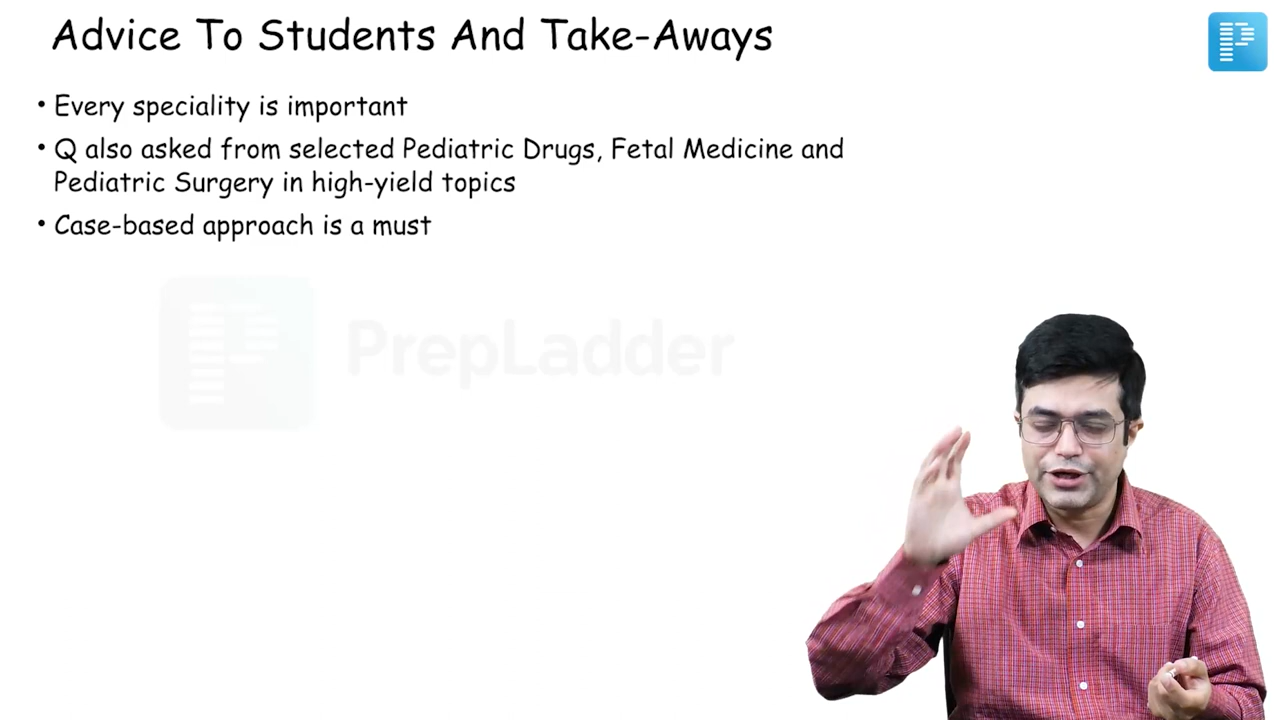 Advice To Students And Take-Aways
• Every speciality is important
• Q also asked from selected Pediatric Drugs, Fetal Medicine and
Pediatric Surgery in high-yield topics
• Case-based approach is a must
PrepLadder